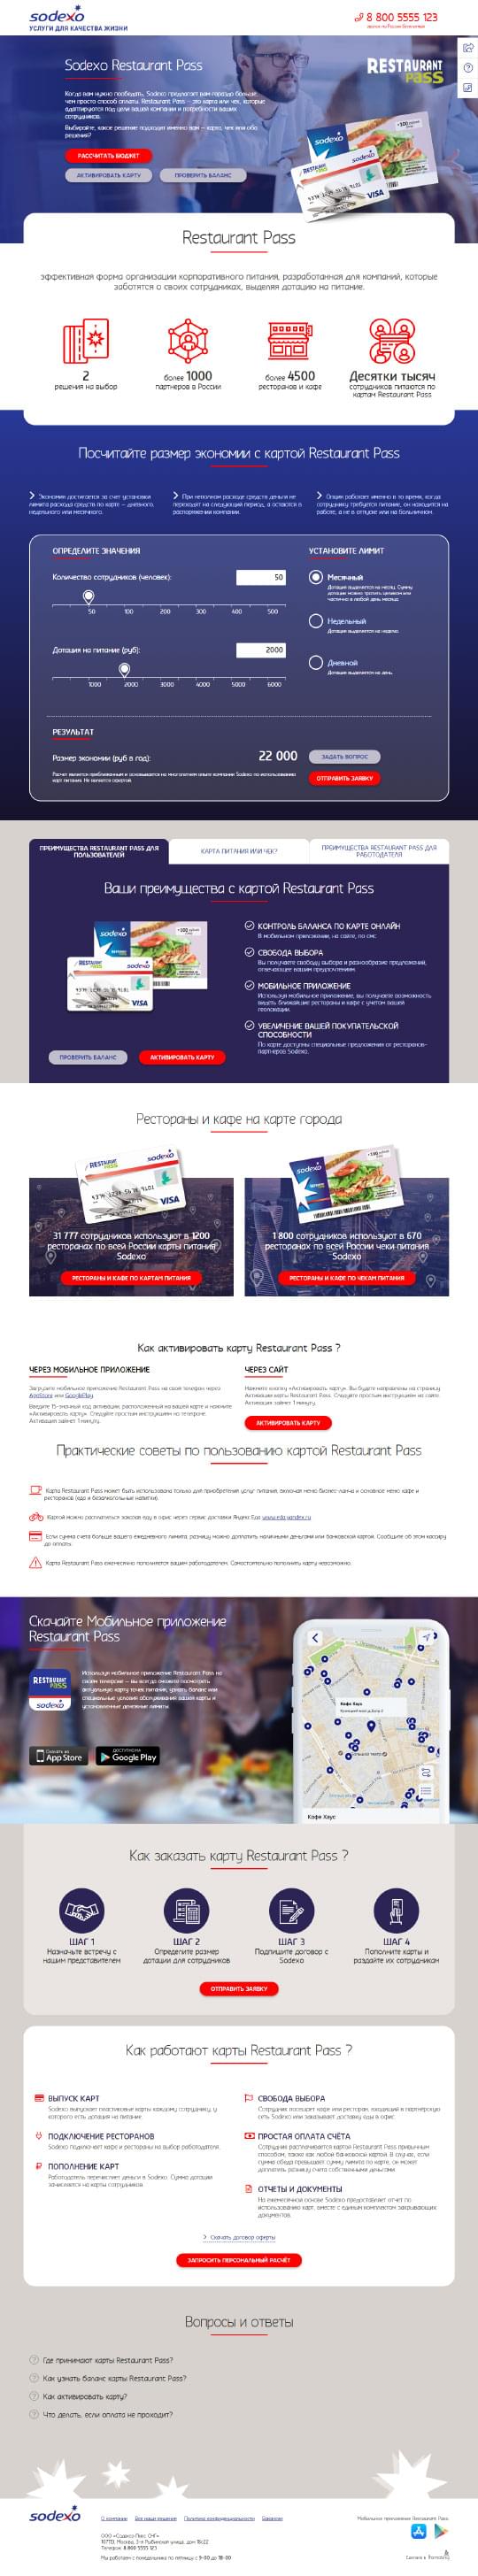 sodexo
УСЛУГИ ДЛЯ КАЧЕСТВА ЖИЗНИ
8 800 5555 123
Sodexo Restaurant Pass
RESTAURANT PASS
Когда вам нужно пообедать, Sodexo предлагает вам гораздо больше,
чем просто способ оплаты. Restaurant Pass – это карта или чек, которые
адаптируются под цели вашей компании и потребности ваших
сотрудников.
Выбирайте, какое решение подходит именно вам – карта, чек или оба
решения?
РАССЧИТАТЬ БЮДЖЕТ
АКТИВИРОВАТЬ КАРТУ
ПРОВЕРИТЬ БАЛАНС
Restaurant Pass
эффективная форма организации корпоративного питания, разработанная для компаний, которые
заботятся о своих сотрудниках, выделяя дотацию на питание.
2
решения на выбор
более 1000
партнеров в России
более 4500
ресторанов и кафе
Десятки тысяч
сотрудников питаются по
картам Restaurant Pass
Посчитайте размер экономии с картой Restaurant Pass
Экономия достигается за счет установки
лимита расхода средств по карте – дневного,
недельного или месячного.
При неполном расходе средств деньги не
переходят на следующий период, а остаются в
распоряжении компании.
Опция работает именно в то время, когда
сотруднику требуется питание, он находится на
работе, а не в отпуске или на больничном.
ОПРЕДЕЛИТЕ ЗНАЧЕНИЯ
Количество сотрудников (человек):
50
50 100 200 300 400 500
Дотация на питание (руб):
2000
1000 2000 3000 4000 5000 6000
УСТАНОВИТЕ ЛИМИТ
Месячный
Дотация выделяется на месяц. Сумму
дотации можно тратить целиком или
частично в любой день месяца.
Недельный
Дотация выделяется на неделю.
Дневной
Дотация выделяется на день.
РЕЗУЛЬТАТ
Размер экономии (руб в год):
22 000
ЗАДАТЬ ВОПРОС
Расчет является приблизительным и основывается на многолетнем опыте компании Sodexo по использованию
карт питания. Не является офертой.
ОТПРАВИТЬ ЗАЯВКУ
ПРЕИМУЩЕСТВА RESTAURANT PASS ДЛЯ
ПОЛЬЗОВАТЕЛЕЙ
КАРТА ПИТАНИЯ ИЛИ ЧЕК?
ПРЕИМУЩЕСТВА RESTAURANT PASS ДЛЯ
РАБОТОДАТЕЛЯ
Ваши преимущества с картой Restaurant Pass
sodexo
RESTAURANT PASS
sodexo
VISA
ПРОВЕРИТЬ БАЛАНС
АКТИВИРОВАТЬ КАРТУ
КОНТРОЛЬ БАЛАНСА ПО КАРТЕ ОНЛАЙН
В мобильном приложении, на сайте, по смс.
СВОБОДА ВЫБОРА
Вы получаете свободу выбора и разнообразие предложений,
отвечающее вашим предпочтениям.
МОБИЛЬНОЕ ПРИЛОЖЕНИЕ
Используя мобильное приложение, вы получаете возможность
видеть ближайшие рестораны и кафе с учетом вашей
геолокации.
УВЕЛИЧЕНИЕ ВАШЕЙ ПОКУПАТЕЛЬСКОЙ
СПОСОБНОСТИ
По карте доступны специальные предложения от ресторанов-
партнеров Sodexo.
Рестораны и кафе на карте города
31 777 сотрудников используют в 1200
ресторанах по всей России карты питания
Sodexo
РЕСТОРАНЫ И КАФЕ ПО КАРТАМ ПИТАНИЯ
1 800 сотрудников используют в 670
ресторанах по всей России чеки питания
Sodexo
РЕСТОРАНЫ И КАФЕ ПО ЧЕКАМ ПИТАНИЯ
Как активировать карту Restaurant Pass ?
ЧЕРЕЗ МОБИЛЬНОЕ ПРИЛОЖЕНИЕ
Загрузите мобильное приложение Restaurant Pass на свой телефон через
AppStore или GooglePlay
Введите 15-значный код активации, расположенный на вашей карте и нажмите
«Активировать карту». Следуйте простым инструкциям на телефоне.
Активация займет 1 минуту.
ЧЕРЕЗ САЙТ
Нажмите кнопку «Активировать карту». Вы будете направлены на страницу
Активации карты Restaurant Pass. Следуйте простым инструкциям на сайте.
Активация займет 1 минуту.
АКТИВИРОВАТЬ КАРТУ
Практические советы по пользованию картой Restaurant Pass
Карта Restaurant Pass может быть использована только для приобретения услуг питания, включая меню бизнес-ланча и основное меню кафе и
ресторанов (еда и безалкогольные напитки).
Картой можно расплатиться заказав еду в офис через сервис доставки Яндекс.Еда www.eda.yandex.ru
Если сумма счета больше вашего ежедневного лимита, разницу можно доплатить наличными деньгами или банковской картой. Сообщите об этом кассиру
до оплаты.
Карта Restaurant Pass ежемесячно пополняется вашим работодателем. Самостоятельно пополнить карту невозможно.
Скачайте Мобильное приложение
Restaurant Pass
RESTAURANT PASS
sodexo
Используя мобильное приложение Restaurant Pass на
своем телефоне – вы всегда сможете посмотреть
актуальную карту точек питания, узнать баланс или
специальные условия обслуживания вашей карты и
установленные денежные лимиты
App Store
ДОСТУПНО НА
Google Play
Кофе Хауз
Кофе Хаус
Как заказать карту Restaurant Pass ?
ШАГ 1
Назначьте встречу с
нашим представителем
ШАГ 2
Определите размер
дотации для сотрудников
ШАГ 3
Подпишите договор с
Sodexo
ШАГ 4
Пополните карты и
раздайте их сотрудникам
ОТПРАВИТЬ ЗАЯВКУ
Как работают карты Restaurant Pass ?
ВЫПУСК КАРТ
Sodexo выпускает пластиковые карты каждому сотруднику, у
которого есть дотация на питание.
ПОДКЛЮЧЕНИЕ РЕСТОРАНОВ
Sodexo подключает кафе и рестораны на выбор работодателя.
ПОПОЛНЕНИЕ КАРТ
Работодатель перечисляет деньги в Sodexo. Сумма дотации
зачисляется на карты сотрудников.
СВОБОДА ВЫБОРА
Сотрудник посещает кафе или ресторан, входящий в партнерскую
сеть Sodexo или заказывает доставку еды в офис.
ПРОСТАЯ ОПЛАТА СЧЁТА
Сотрудник расплачивается картой Restaurant Pass привычным
способом, также как любой банковской картой. В случае, если
сумма обеда превышает сумму лимита по карте, он может
доплатить разницу счета собственными деньгами.
ОТЧЕТЫ И ДОКУМЕНТЫ
На ежемесячной основе Sodexo предоставляет отчет по
использованию карт, вместе с единым комплектом закрывающих
документов.
Скачать договор оферты
ЗАПРОСИТЬ ПЕРСОНАЛЬНЫЙ РАСЧЁТ
Вопросы и ответы
Где принимают карты Restaurant Pass?
Как узнать баланс карты Restaurant Pass?
Как активировать карту?
Что делать, если оплата не проходит?
sodexo
О компании Все наши решения Политика конфиденциальности Вакансии
Мобильное приложение Restaurant Pass
Телефон: 8 800 5555 123
Мы работаем с понедельника по пятницу с 9-00 до 18-00